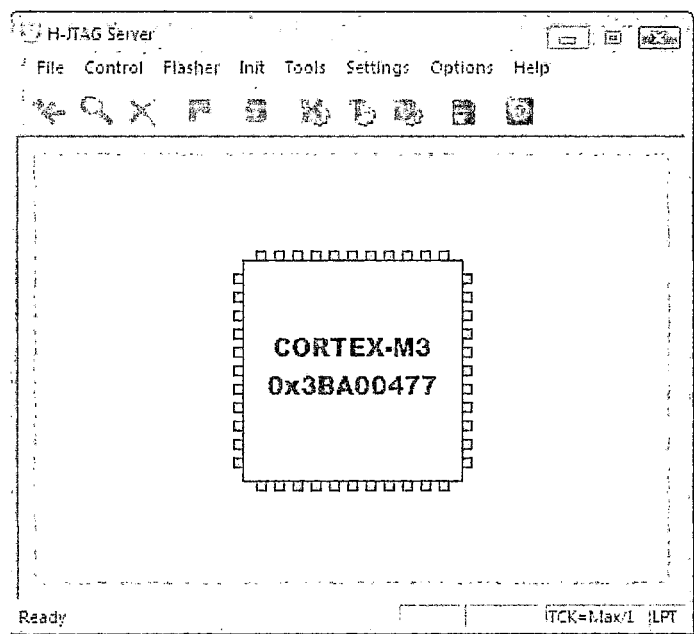 H-JTAG Server
File Control Flasher Init Tools Settings Options Help
CORTEX-M3
0x3BA00477
Ready TCK=Max/1 LPT